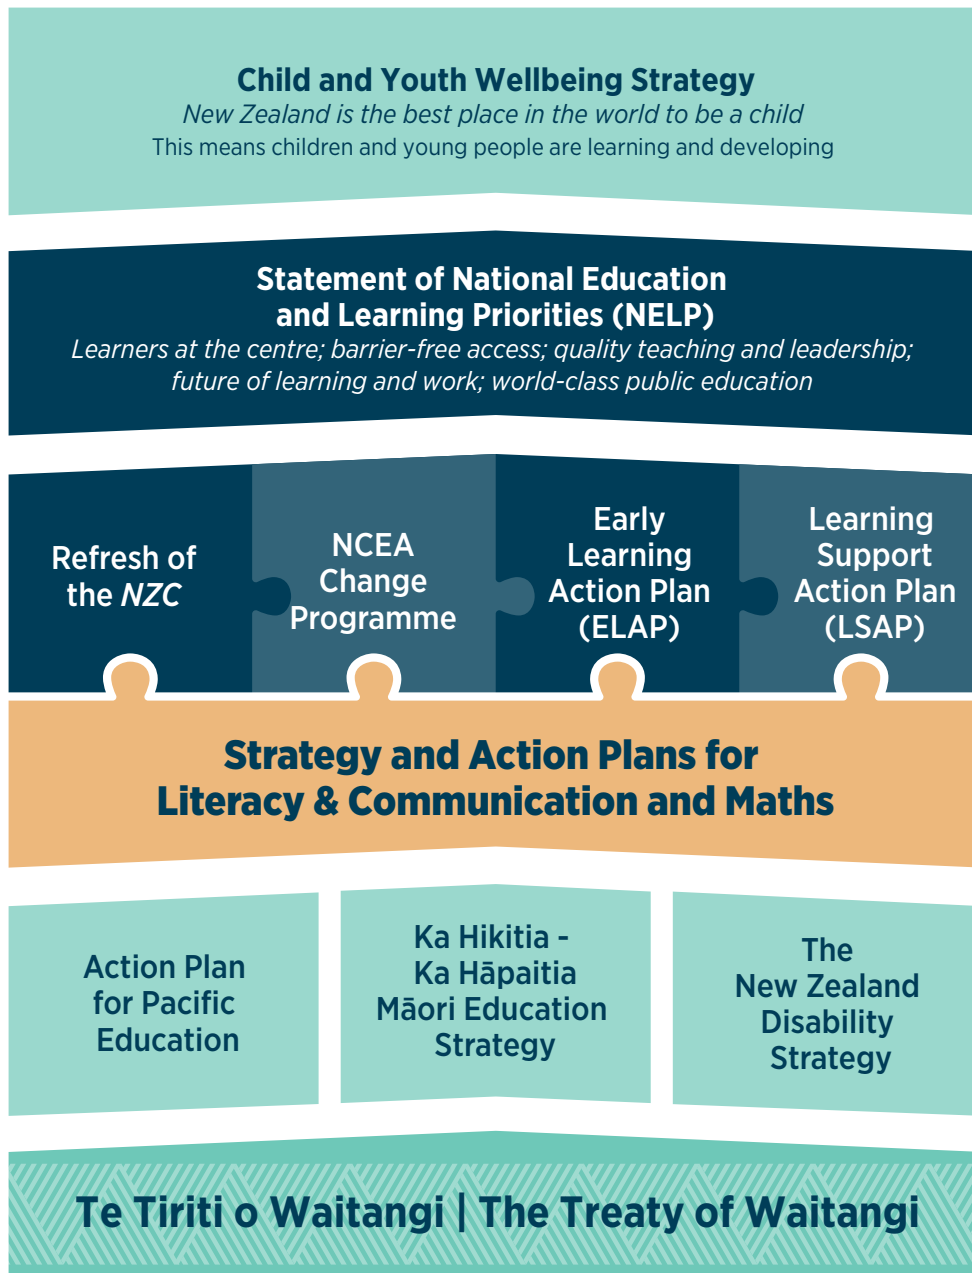 Child and Youth Wellbeing Strategy
New Zealand is the best place in the world to be a child
This means children and young people are learning and developing
Statement of National Education
and Learning Priorities (NELP)
Learners at the centre; barrier-free access; quality teaching and leadership;
future of learning and work; world-class public education
Refresh of
the NZC
NCEA
Change
Programme
Early
Learning
Action Plan
(ELAP)
Learning
Support
Action Plan
(LSAP)
Strategy and Action Plans for
Literacy & Communication and Maths
Action Plan
for Pacific
Education
Ka Hikitia -
Ka Hāpaitia
Māori Education
Strategy
The
New Zealand
Disability
Strategy
Te Tiriti o Waitangi | The Treaty of Waitangi